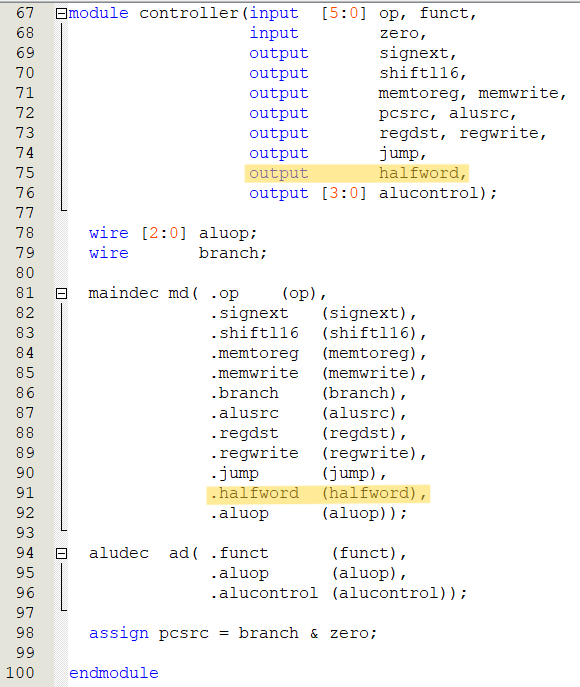 67 module controller(input  [5:0] op, funct,
68                   input        zero,
69                   output       signext,
70                   output       shiftl16,
71                   output       memtoreg, memwrite,
72                   output       pcsrc, alusrc,
73                   output       regdst, regwrite,
74                   output       jump,
75                   output       halfword,
76                   output [3:0] alucontrol);
77
78   wire [2:0] aluop;
79   wire       branch;
80
81   maindec md( .op    (op),
82               .signext   (signext),
83               .shiftl16  (shiftl16),
84               .memtoreg  (memtoreg),
85               .memwrite  (memwrite),
86               .branch    (branch),
87               .alusrc    (alusrc),
88               .regdst    (regdst),
89               .regwrite  (regwrite),
90               .jump      (jump),
91               .halfword  (halfword),
92               .aluop     (aluop));
93
94   aludec  ad( .funct      (funct),
95               .aluop      (aluop),
96               .alucontrol (alucontrol));
97
98   assign pcsrc = branch & zero;
99
100 endmodule